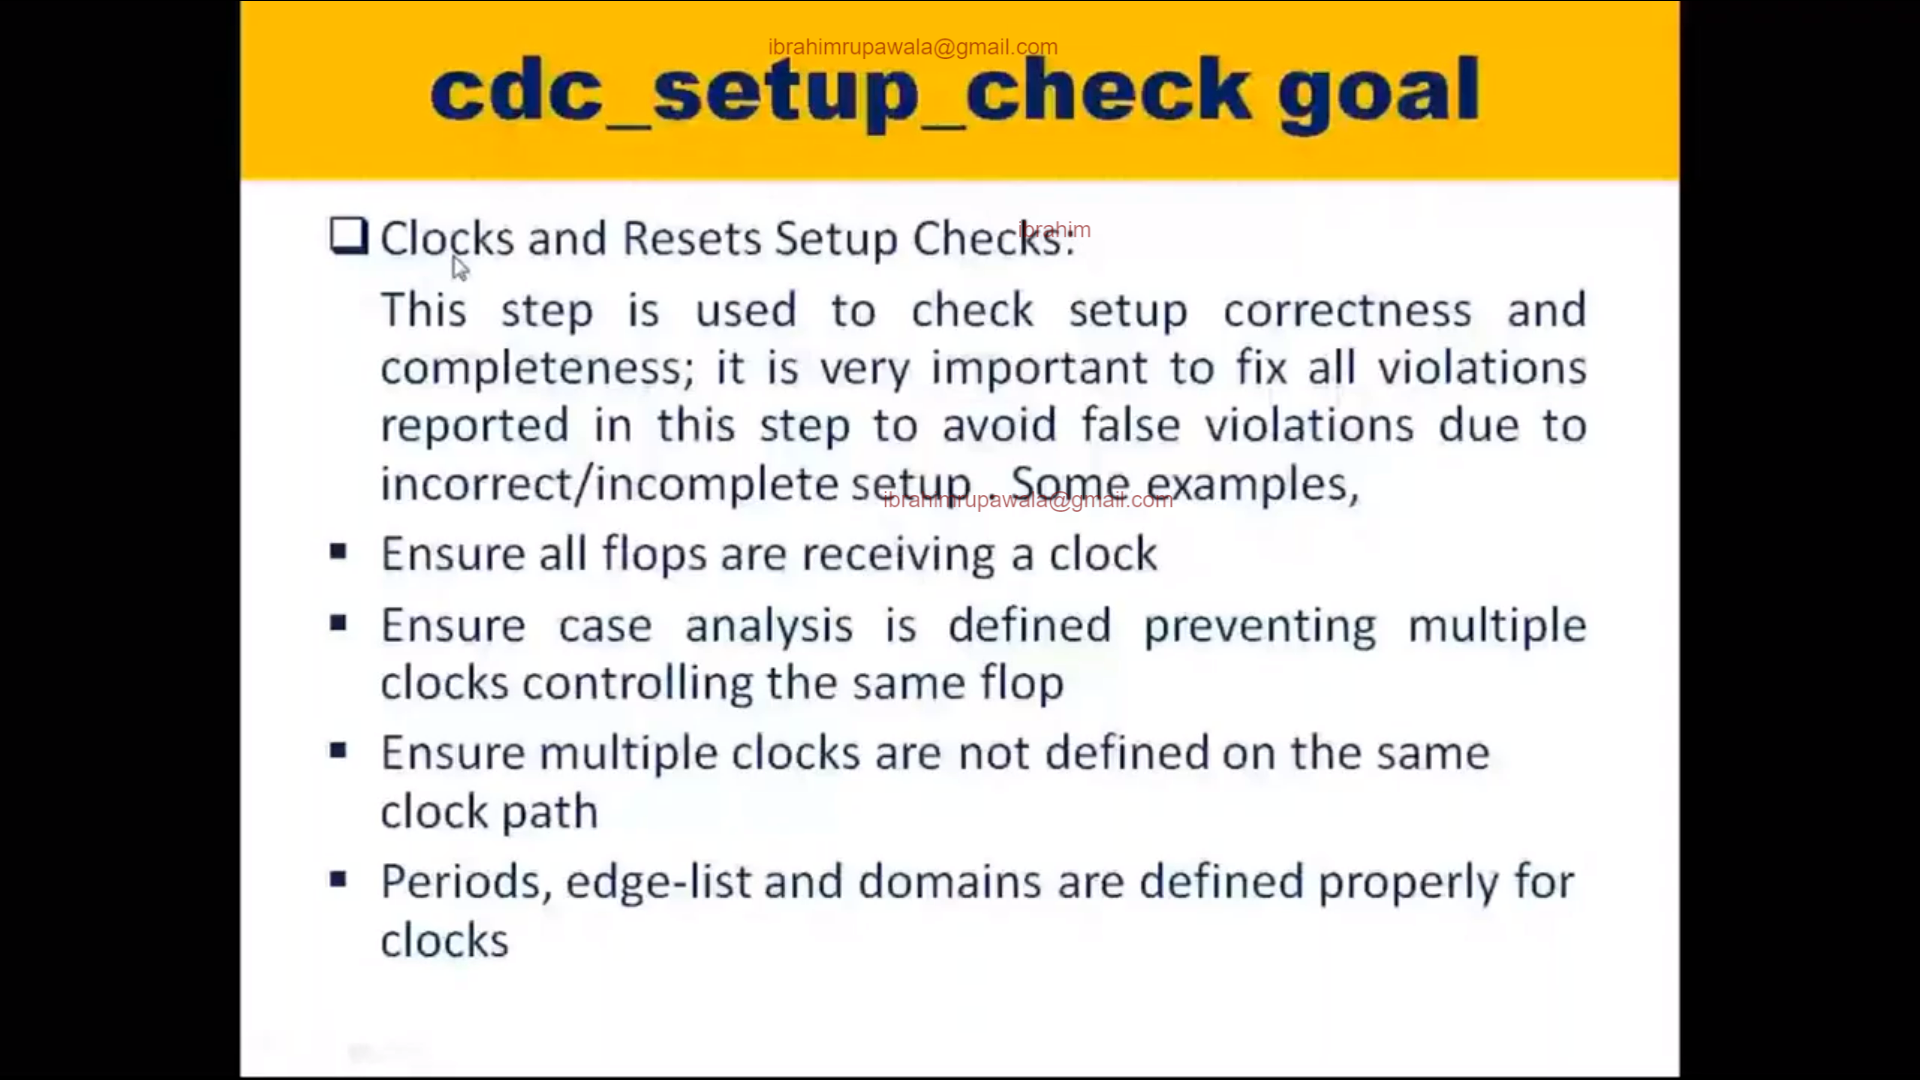 ibrahimrupawala@gmail.com
cdc_setup_check goal
Clocks and Resets Setup Checks:
ibrahim
This step is used to check setup correctness and
completeness; it is very important to fix all violations
reported in this step to avoid false violations due to
incorrect/incomplete setup . Some examples,
ibrahimrupawala@gmail.com
Ensure all flops are receiving a clock
Ensure case analysis is defined preventing multiple
clocks controlling the same flop
Ensure multiple clocks are not defined on the same
clock path
Periods, edge-list and domains are defined properly for
clocks